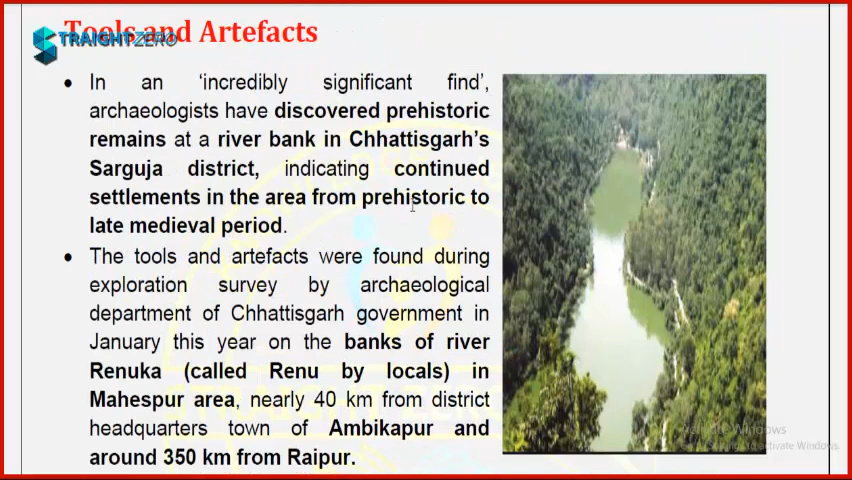 Tools and Artefacts
STRAIGHTZERO
• In an ‘incredibly significant find’,
archaeologists have discovered prehistoric
remains at a river bank in Chhattisgarh’s
Sarguja district, indicating continued
settlements in the area from prehistoric to
late medieval period.
• The tools and artefacts were found during
exploration survey by archaeological
department of Chhattisgarh government in
January this year on the banks of river
Renuka (called Renu by locals) in
Mahespur area, nearly 40 km from district
headquarters town of Ambikapur and
around 350 km from Raipur.
Windows
activate Windows.